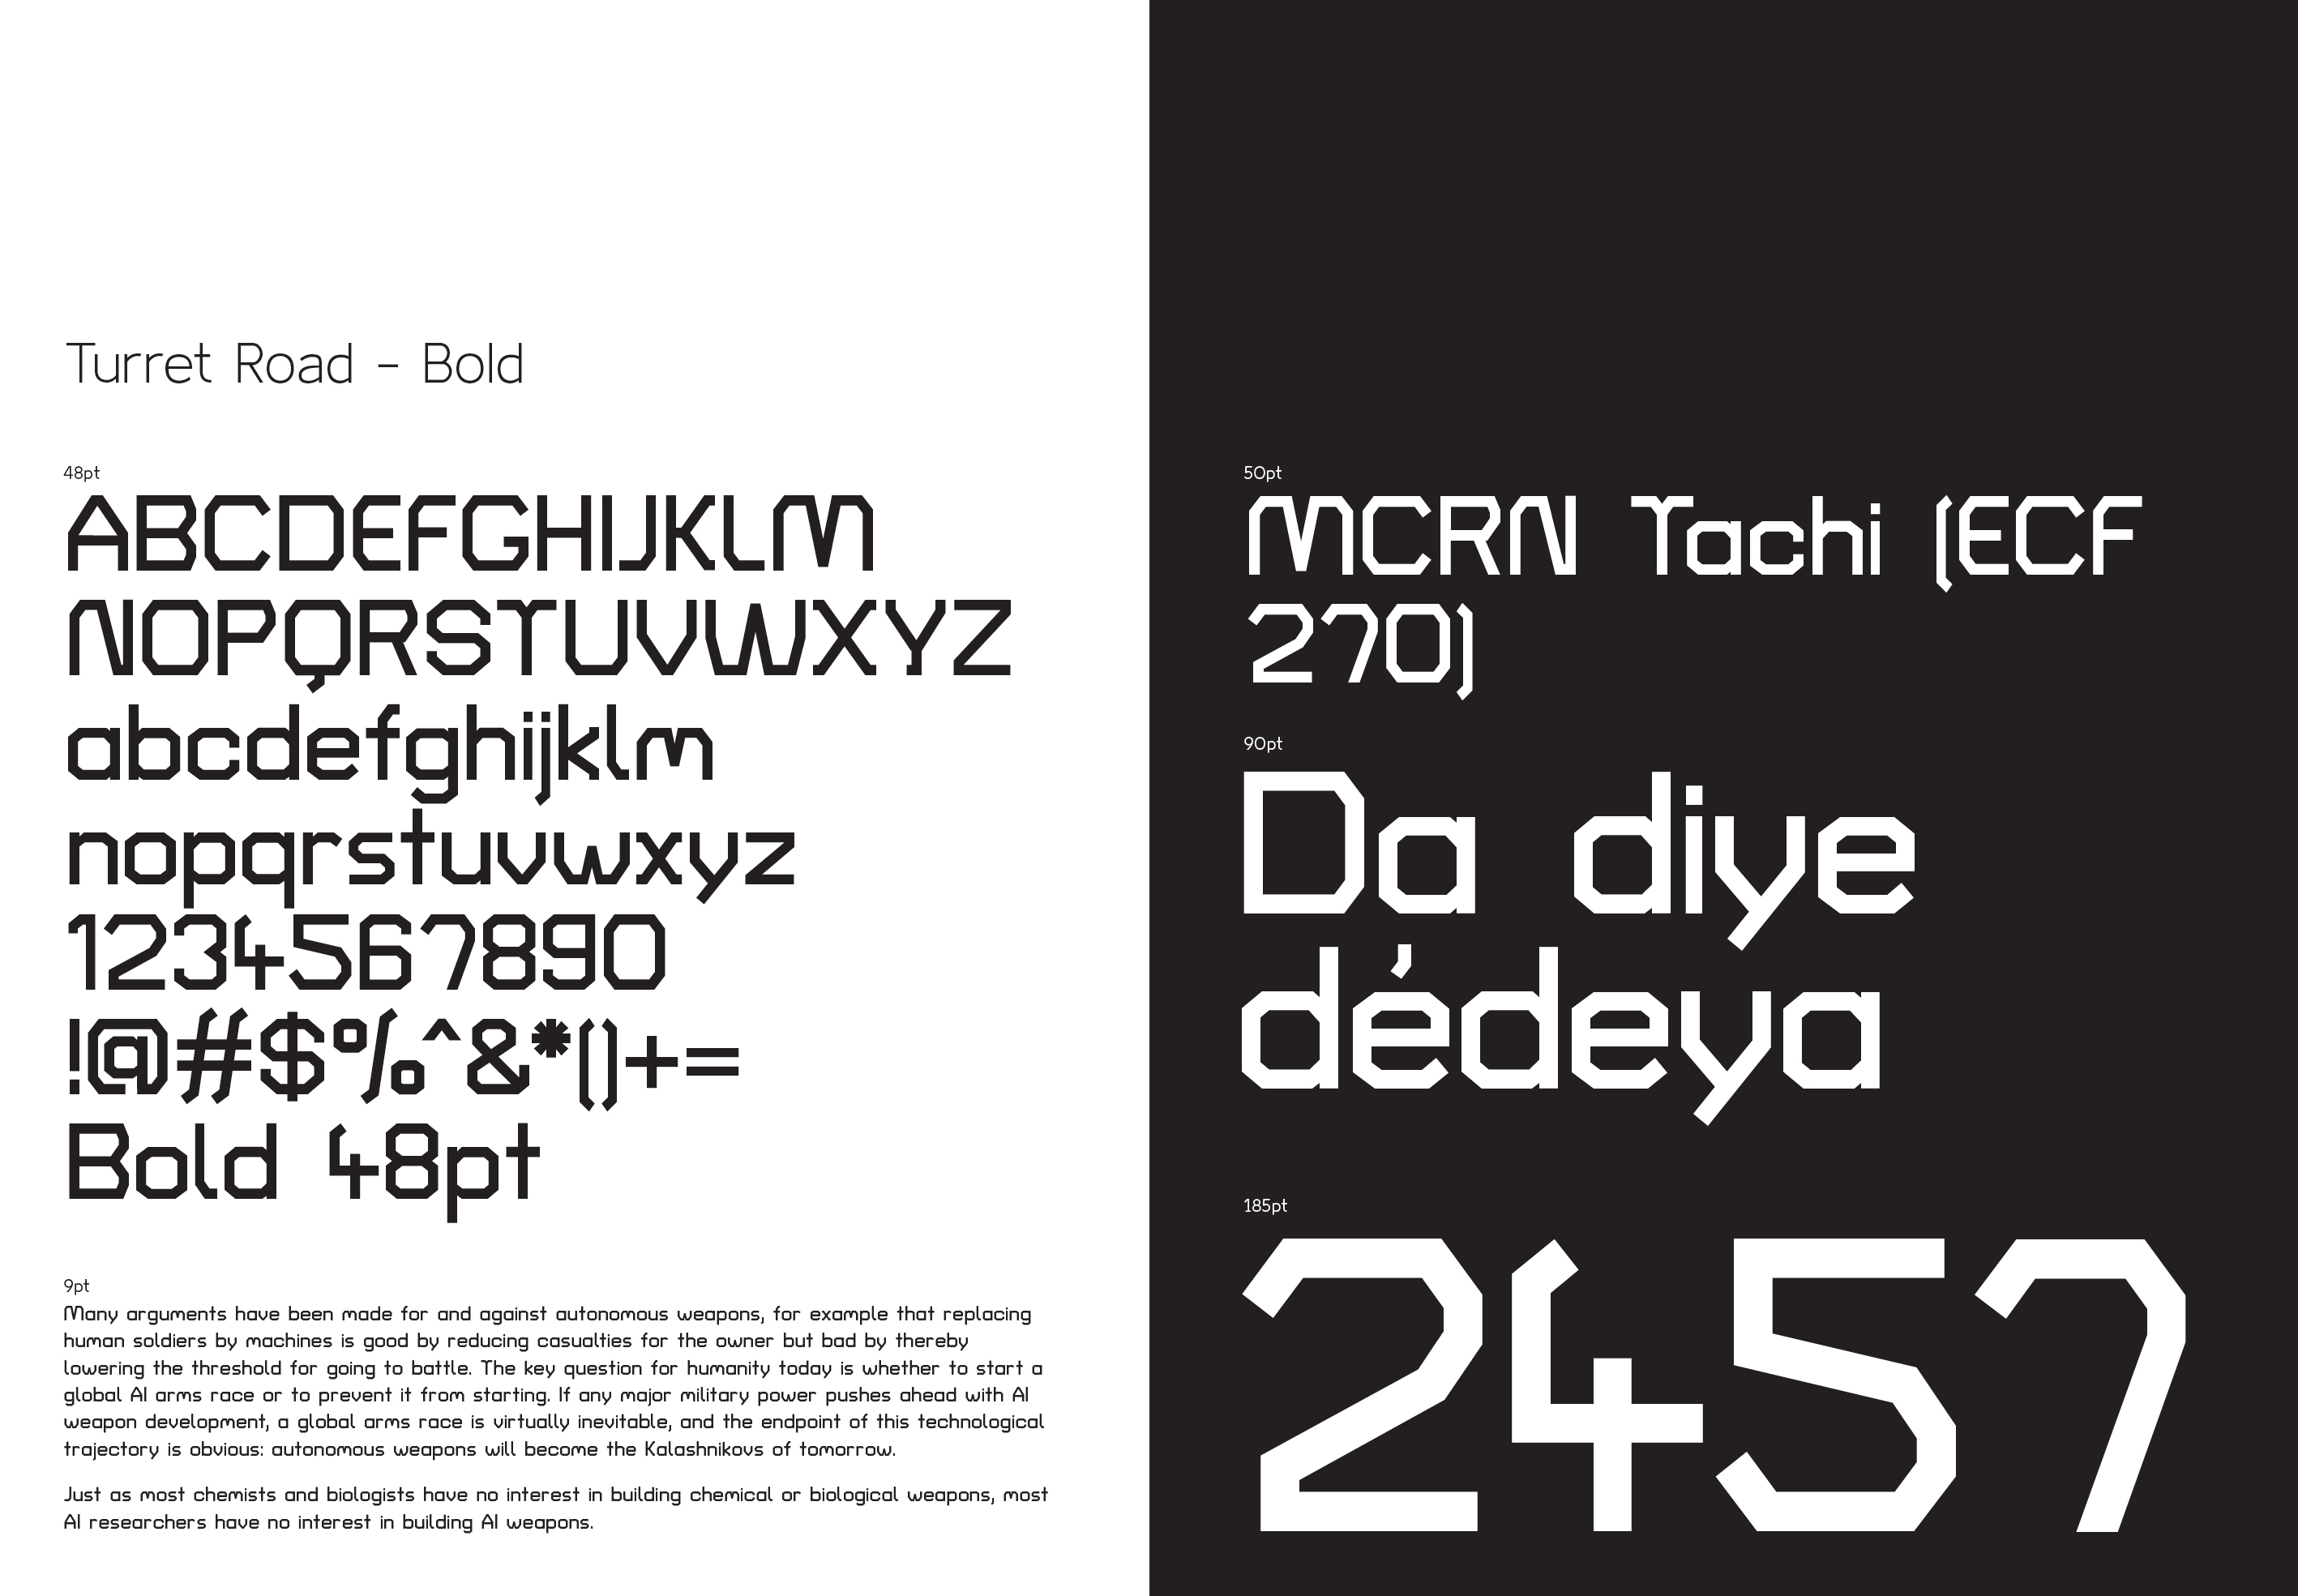 Turret Road - Bold
48pt
ABCDEFGHIJKLM
NOPQRSTUVWXYZ
abcdefghijklm
nopqrstuvwxyz
1234567890
!@#$%^&*()+=
Bold 48pt
9pt
Many arguments have been made for and against autonomous weapons, for example that replacing
human soldiers by machines is good by reducing casualties for the owner but bad by thereby
lowering the threshold for going to battle. The key question for humanity today is whether to start a
global AI arms race or to prevent it from starting. If any major military power pushes ahead with AI
weapon development, a global arms race is virtually inevitable, and the endpoint of this technological
trajectory is obvious: autonomous weapons will become the Kalashnikovs of tomorrow.
Just as most chemists and biologists have no interest in building chemical or biological weapons, most
AI researchers have no interest in building AI weapons.
50pt
MCRN Tachi (ECF
270)
90pt
Da diye
dédeya
185pt
2457